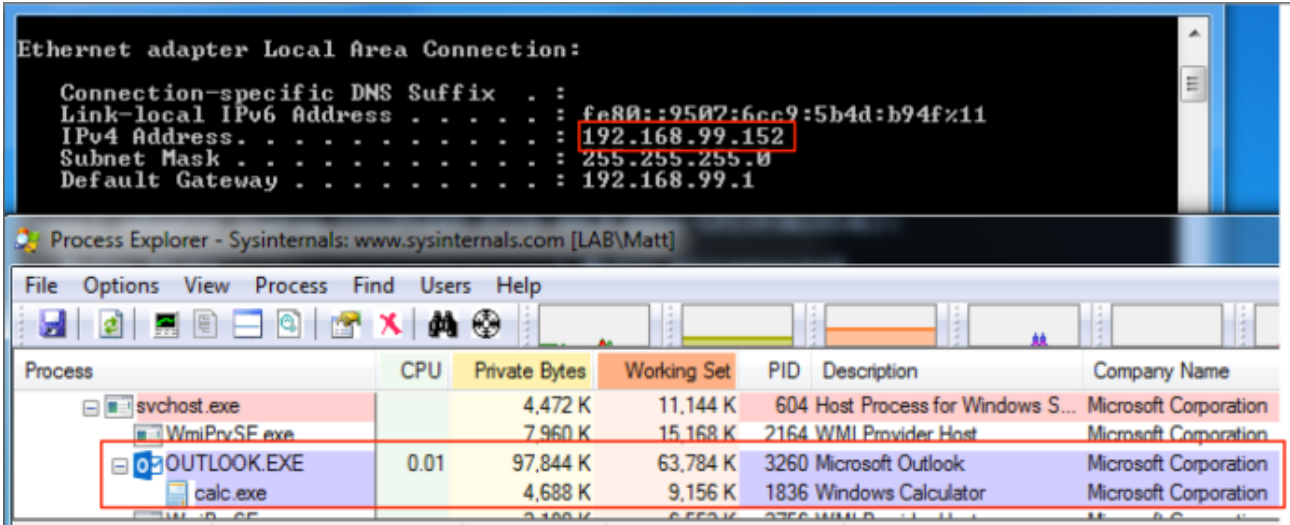 Ethernet adapter Local Area Connection:
Connection-specific DNS Suffix . :
Link-local IPv6 Address . . . . . : fe80::9507:6cc9:5b4d:b94f%11
IPv4 Address. . . . . . . . . . . : 192.168.99.152
Subnet Mask . . . . . . . . . . . : 255.255.255.0
Default Gateway . . . . . . . . . : 192.168.99.1
Process Explorer - Sysinternals: www.sysinternals.com [LAB\Matt]
File Options View Process Find Users Help
Process CPU Private Bytes Working Set PID Description Company Name
svchost.exe 4,472 K 11,144 K 604 Host Process for Windows S... Microsoft Corporation
WmiPrvSE.exe 7,960 K 15,168 K 2164 WMI Provider Host Microsoft Corporation
OUTLOOK.EXE 0.01 97,844 K 63,784 K 3260 Microsoft Outlook Microsoft Corporation
calc.exe 4,688 K 9,156 K 1836 Windows Calculator Microsoft Corporation